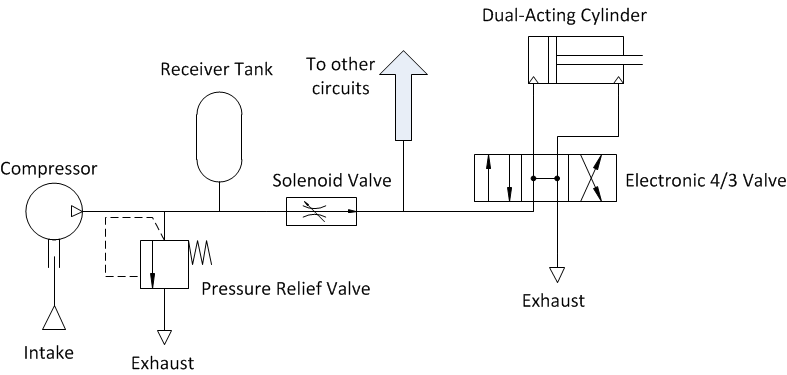 Dual-Acting Cylinder
Receiver Tank
To other
circuits
Compressor
Solenoid Valve
Electronic 4/3 Valve
Pressure Relief Valve
Exhaust
Intake
Exhaust